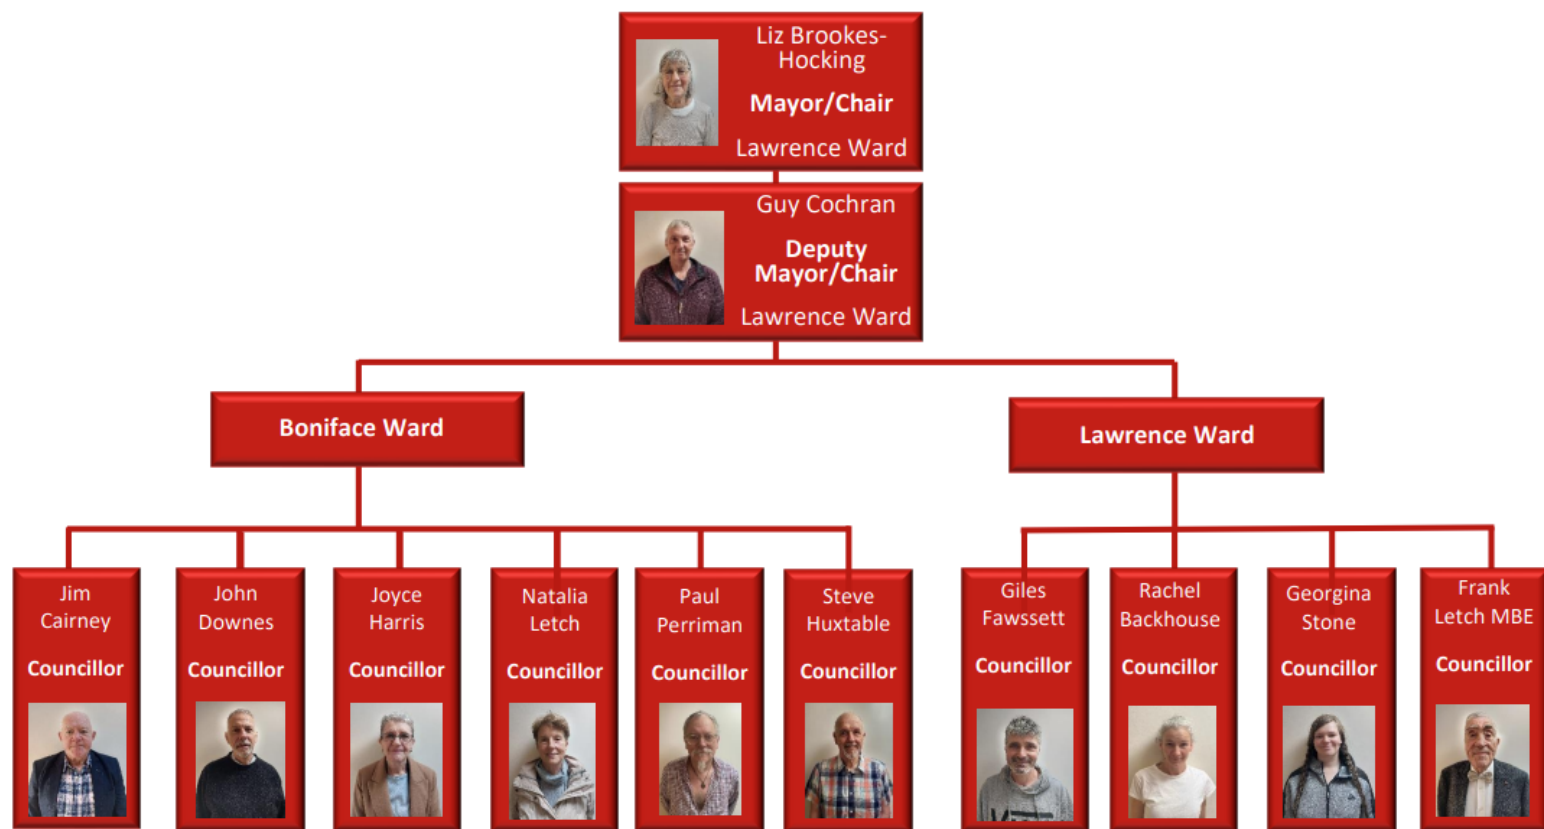 Liz Brookes-
Hocking
Mayor/Chair
Lawrence Ward
Guy Cochran
Deputy
Mayor/Chair
Lawrence Ward
Boniface Ward
Lawrence Ward
Jim
Cairney
Councillor
John
Downes
Councillor
Joyce
Harris
Councillor
Natalia
Letch
Councillor
Paul
Perriman
Councillor
Steve
Huxtable
Councillor
Giles
Fawssett
Councillor
Rachel
Backhouse
Councillor
Georgina
Stone
Councillor
Frank
Letch MBE
Councillor